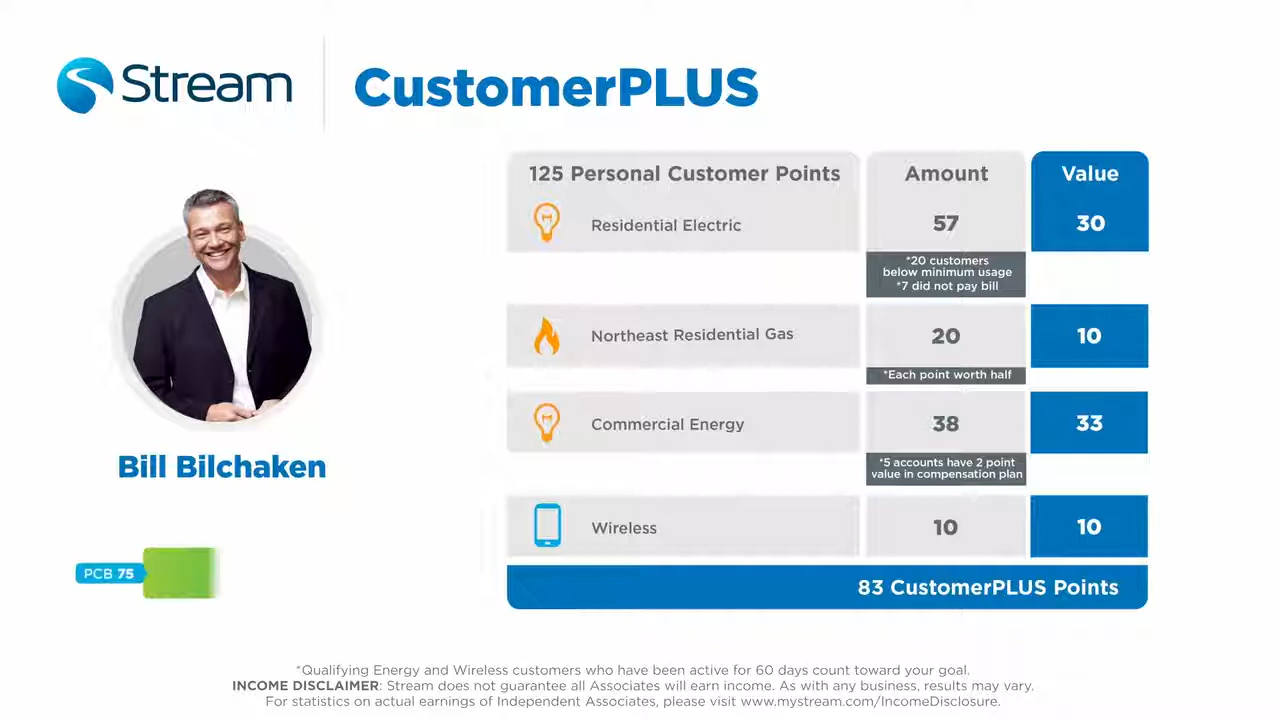 Stream
CustomerPLUS
125 Personal Customer Points
Amount
Value
Residential Electric
57
30
*20 customers
below minimum usage
*7 did not pay bill
Northeast Residential Gas
20
10
*Each point worth half
Commercial Energy
38
33
*5 accounts have 2 point
value in compensation plan
Wireless
10
10
83 CustomerPLUS Points
Bill Bilchaken
PCB 75
*Qualifying Energy and Wireless customers who have been active for 60 days count toward your goal.
INCOME DISCLAIMER: Stream does not guarantee all Associates will earn income. As with any business, results may vary.
For statistics on actual earnings of Independent Associates, please visit www.mystream.com/IncomeDisclosure.